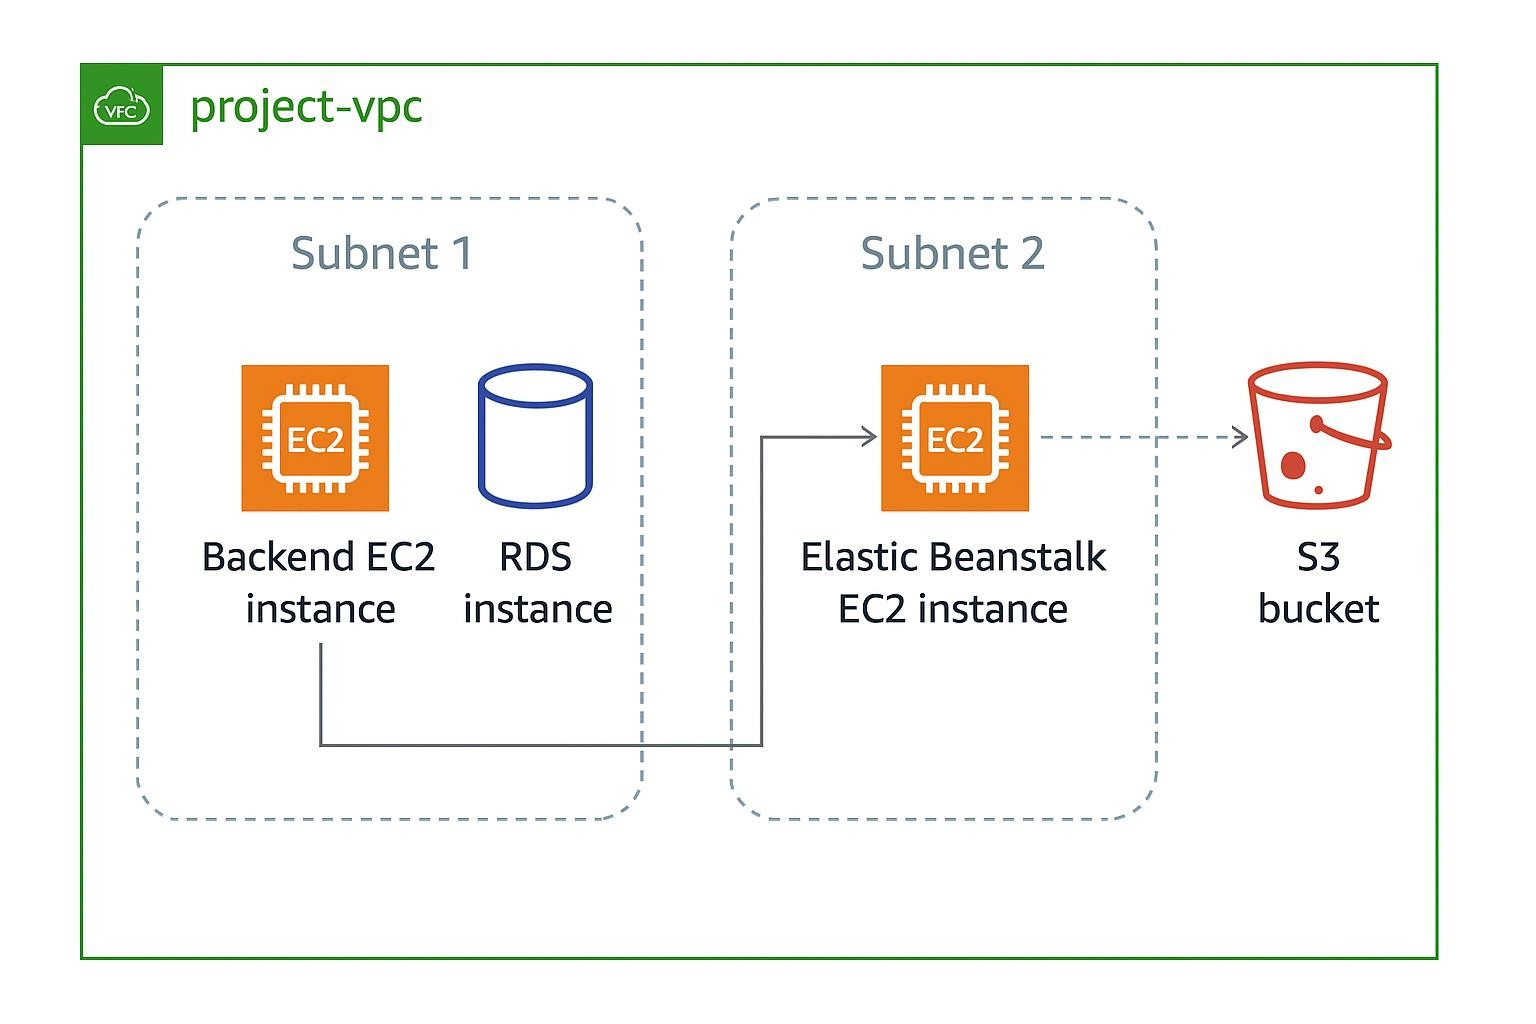 VFC
project-vpc
Subnet 1
Subnet 2
EC2
EC2
Backend EC2
instance
RDS
instance
Elastic Beanstalk
EC2 instance
S3
bucket